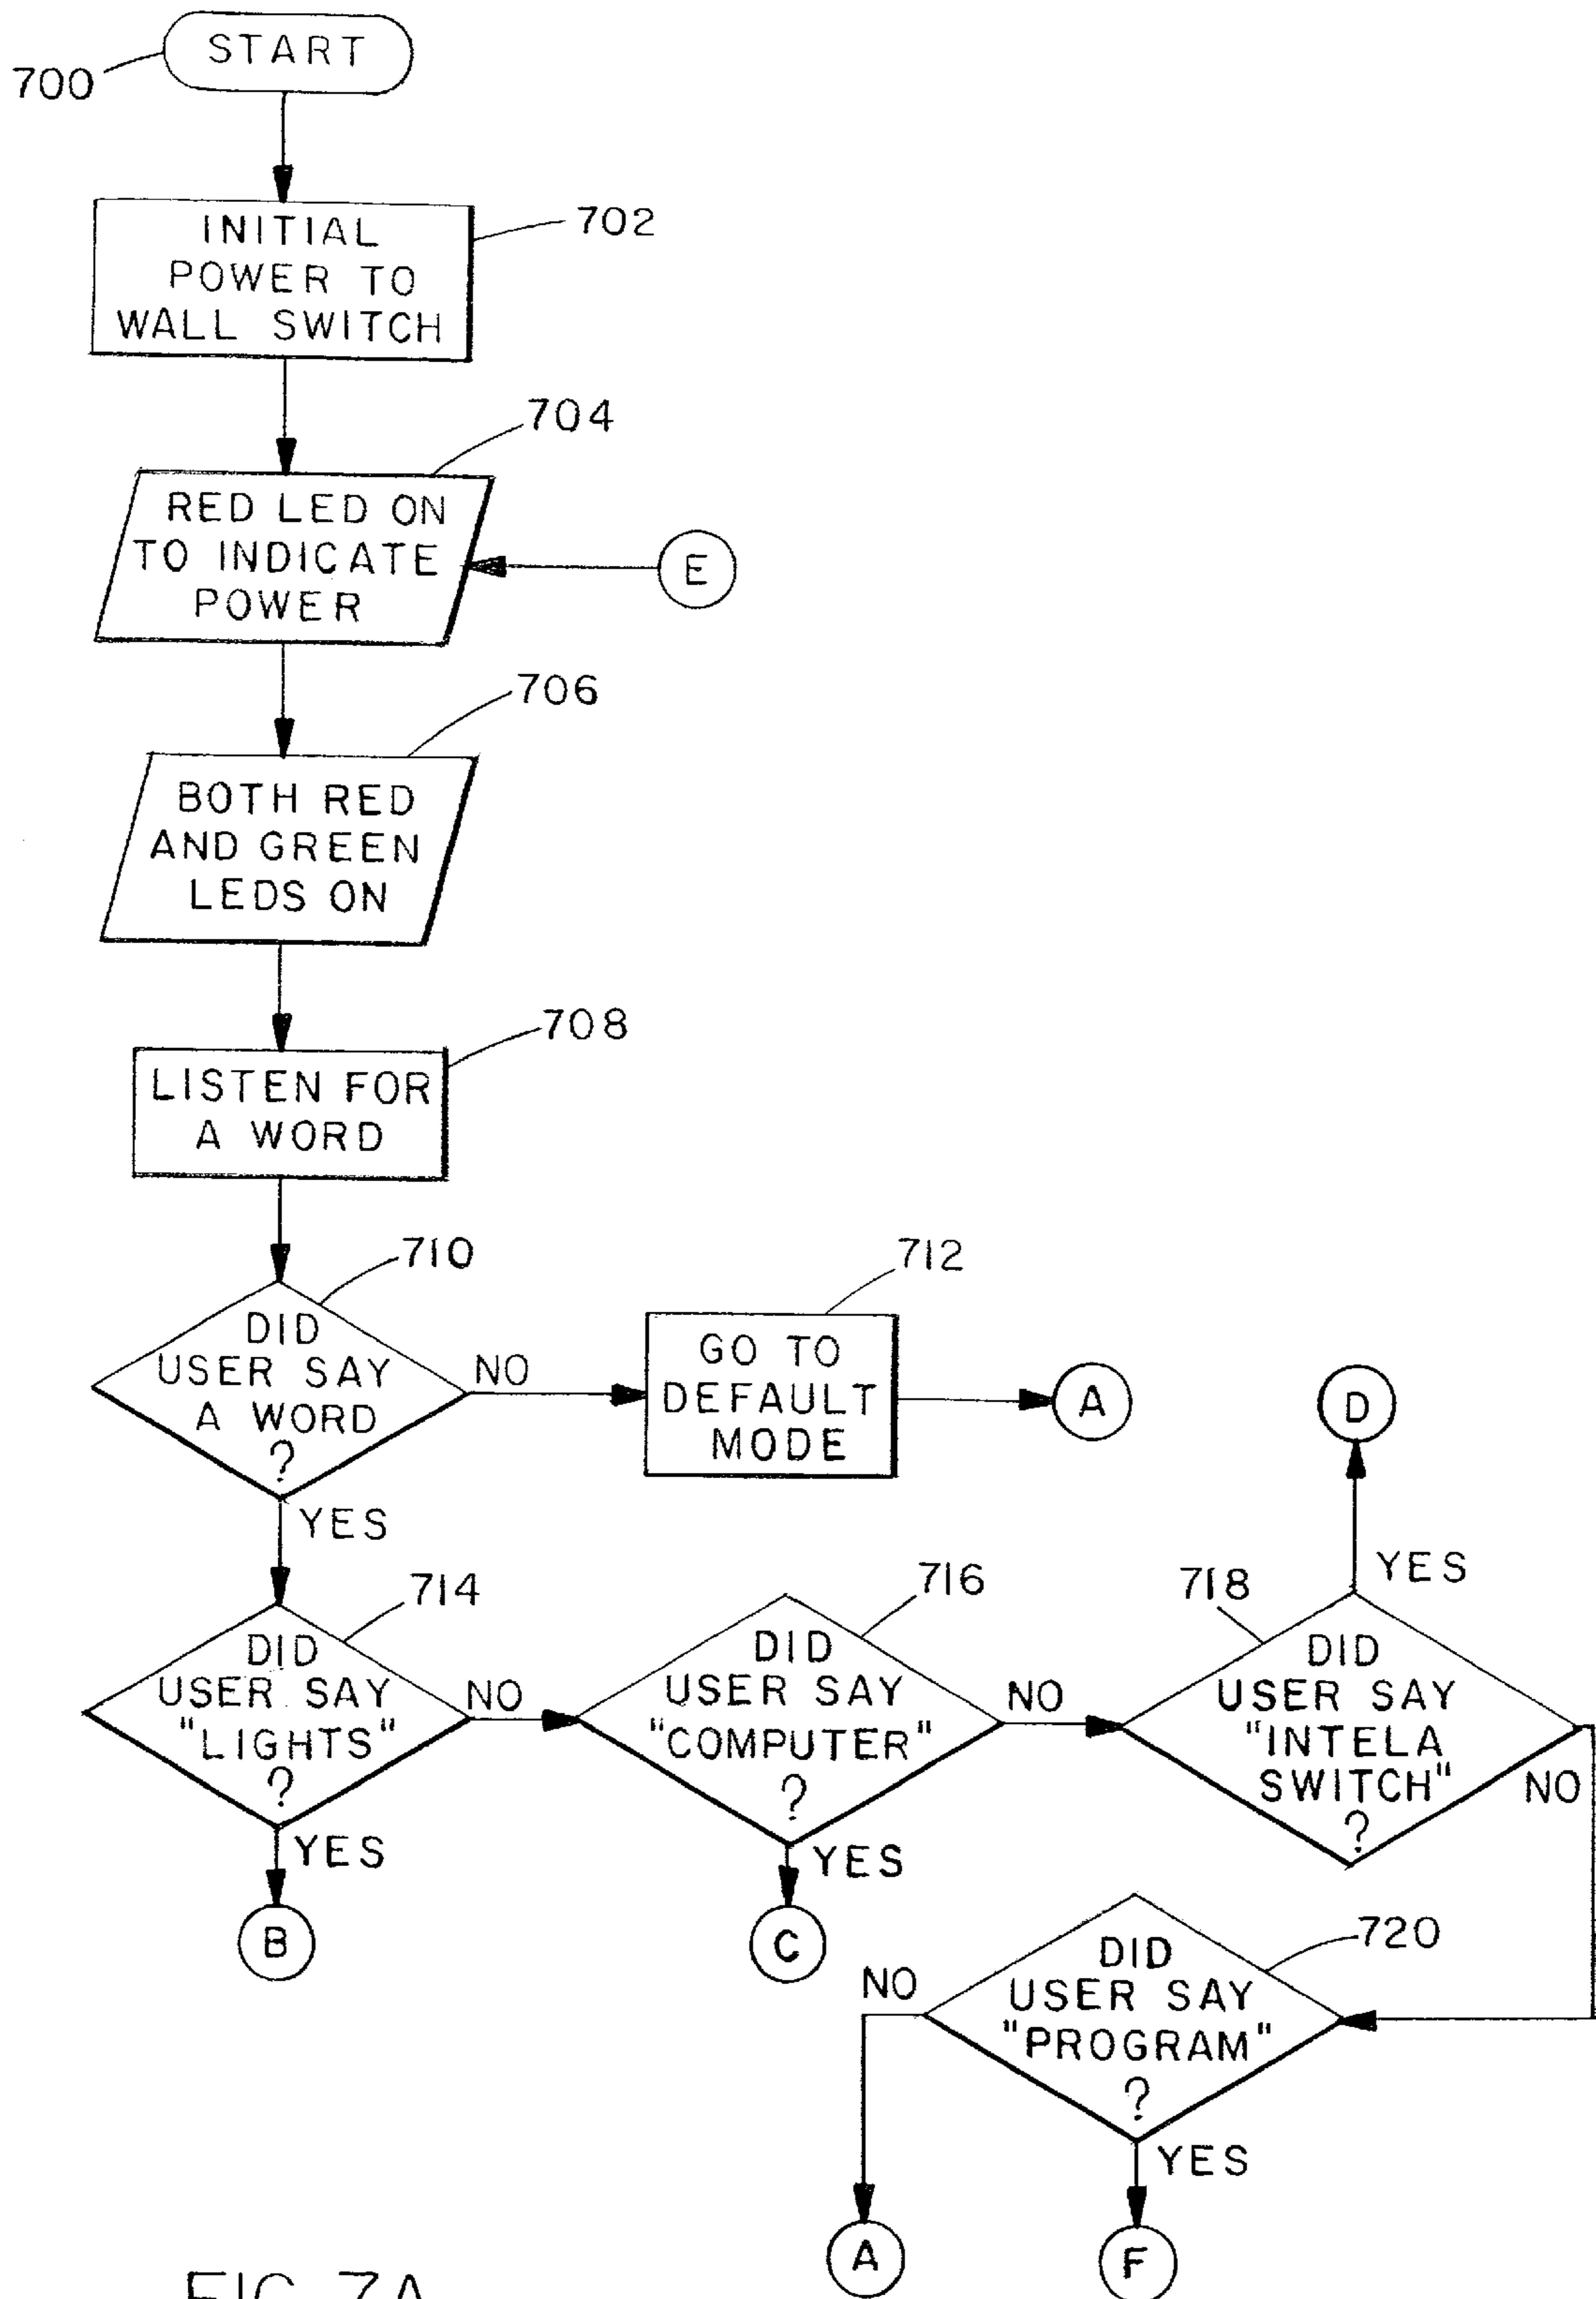 START
700
INITIAL
POWER TO
WALL SWITCH
702
704
RED LED ON
TO INDICATE
POWER
E
706
BOTH RED
AND GREEN
LEDS ON
708
LISTEN FOR
A WORD
710
DID
USER SAY
A WORD
?
NO
YES
712
GO TO
DEFAULT
MODE
A
714
DID
USER SAY
"LIGHTS"
?
NO
YES
B
716
DID
USER SAY
"COMPUTER"
?
NO
YES
C
718
DID
USER SAY
"INTELA
SWITCH"
?
YES
D
NO
720
DID
USER SAY
"PROGRAM"
?
NO
A
YES
F
FIG. 7A